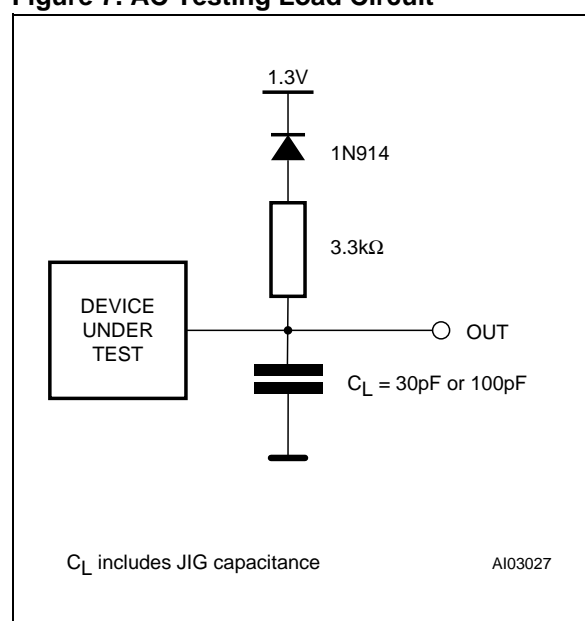 Figure 7. AC Testing Load Circuit
1.3V
1N914
3.3kΩ
DEVICE
UNDER
TEST
OUT
CL = 30pF or 100pF
CL includes JIG capacitance
AI03027